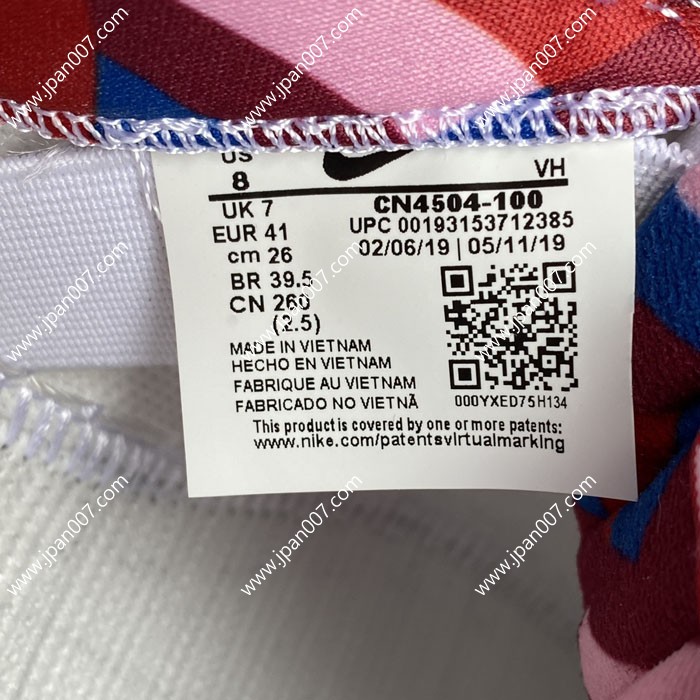 US
8 VH
UK 7 CN4504-100
EUR 41 UPC 00193153712385
cm 26 02/06/19 | 05/11/19
BR 39.5
CN 260
(2.5)
MADE IN VIETNAM
HECHO EN VIETNAM
FABRIQUE AU VIETNAM
FABRICADO NO VIETNÃ 000YXED75H134
This product is covered by one or more patents:
www.nike.com/patentsvirtualmarking
www.jpan007.com
www.jpan007.com
www.jpan007.com
www.jpan007.com
www.jpan007.com
www.jpan007.com
www.jpan007.com
www.jpan007.com
www.jpan007.com